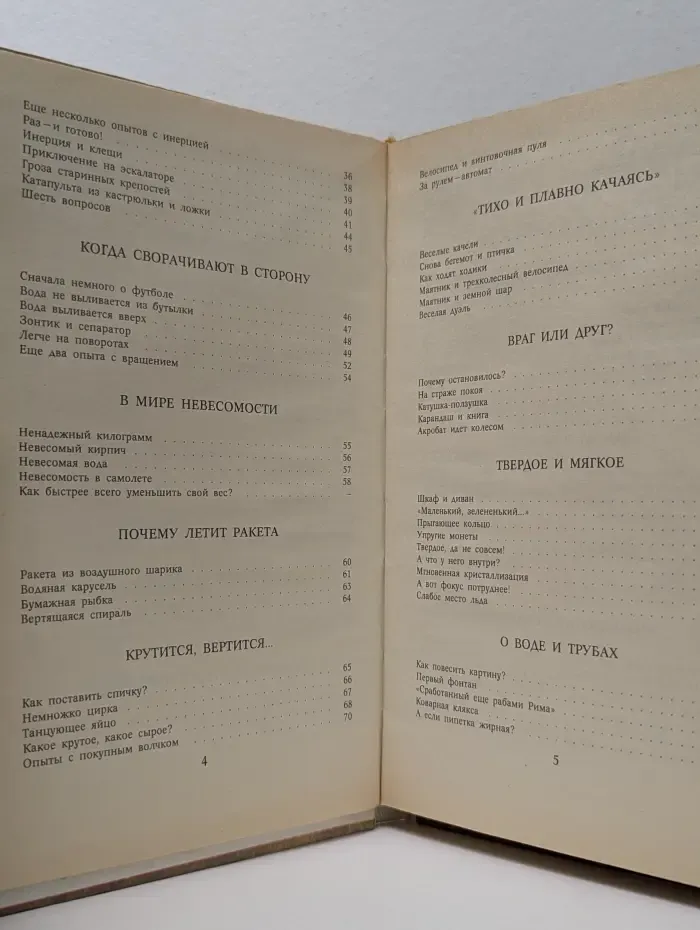 Еще несколько опытов с инерцией 36
Раз — и готово! 38
Инерция и клещи 39
Приключение на эскалаторе 40
Гроза старинных крепостей 41
Катапульта из кастрюльки и ложки 44
Шесть вопросов 45
КОГДА СВОРАЧИВАЮТ В СТОРОНУ
Сначала немного о футболе 46
Вода не выливается из бутылки 47
Вода выливается вверх 48
Зонтик и сепаратор 49
Легче на поворотах 52
Еще два опыта с вращением 54
В МИРЕ НЕВЕСОМОСТИ
Ненадежный килограмм 55
Невесомый кирпич 56
Невесомая вода 57
Невесомость в самолете 58
Как быстрее всего уменьшить свой вес? –
ПОЧЕМУ ЛЕТИТ РАКЕТА
Ракета из воздушного шарика 60
Водяная карусель 61
Бумажная рыбка 63
Вертящаяся спираль 64
КРУТИТСЯ, ВЕРТИТСЯ...
Как поставить спичку? 65
Немножко цирка 66
Танцующее яйцо 67
Какое крутое, какое сырое? 68
Опыты с покупным волчком 70
4
Велосипед и винтовочная пуля
За рулем — автомат
«ТИХО И ПЛАВНО КАЧАЯСЬ»
Веселые качели
Снова бегемот и птичка
Как ходят ходики
Маятник и трехколесный велосипед
Маятник и земной шар
Веселая дуэль
ВРАГ ИЛИ ДРУГ?
Почему остановилось?
На страже покоя
Катушка-ползушка
Карандаш и книга
Акробат идет колесом
ТВЕРДОЕ И МЯГКОЕ
Шкаф и диван
«Маленький, зелененький...»
Прыгающее кольцо
Упругие монеты
Твердое, да не совсем!
А что у него внутри?
Мгновенная кристаллизация
А вот фокус потруднее!
Слабое место льда
О ВОДЕ И ТРУБАХ
Как повесить картину?
Первый фонтан
«Сработанный еще рабами Рима»
Коварная клякса
А если пипетка жирная?
5